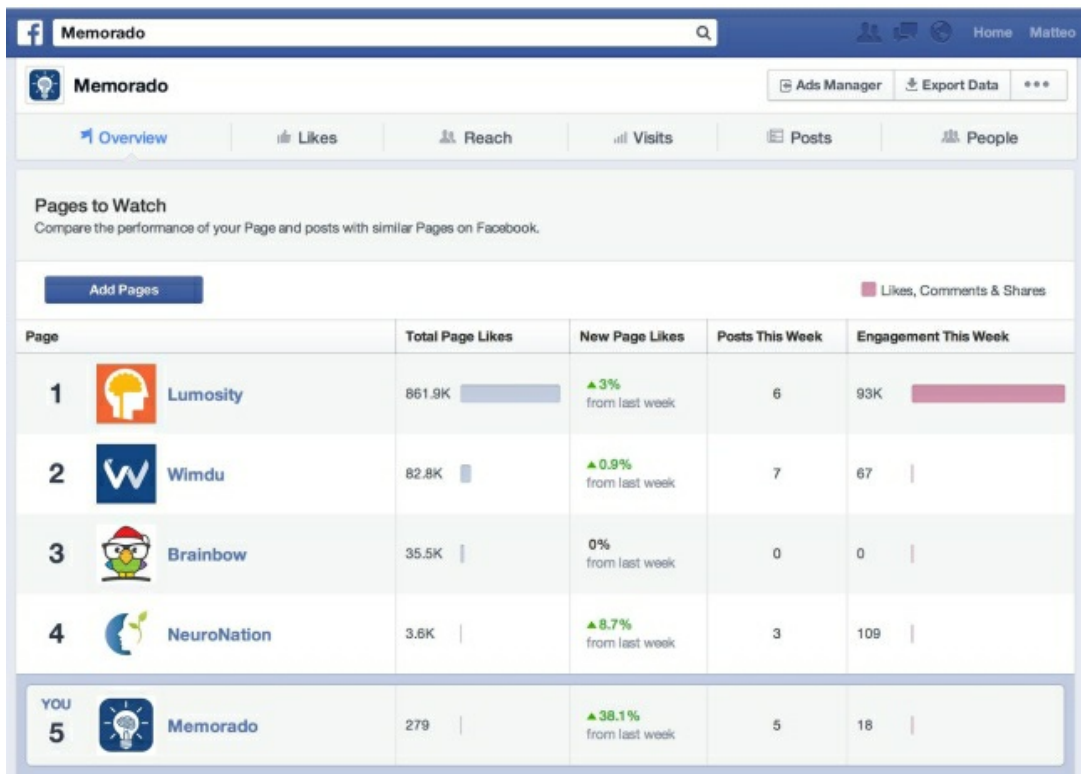 f Memorado Home Matteo
Memorado Ads Manager Export Data
Overview Likes Reach Visits Posts People
Pages to Watch
Compare the performance of your Page and posts with similar Pages on Facebook.
Add Pages Likes, Comments & Shares
Page Total Page Likes New Page Likes Posts This Week Engagement This Week
1 Lumosity 861.9K ▲3% 6 93K
from last week
2 Wimdu 82.8K ▲0.9% 7 67
from last week
3 Brainbow 35.5K 0% 0 0
from last week
4 NeuroNation 3.6K ▲8.7% 3 109
from last week
YOU
5 Memorado 279 ▲38.1% 5 18
from last week